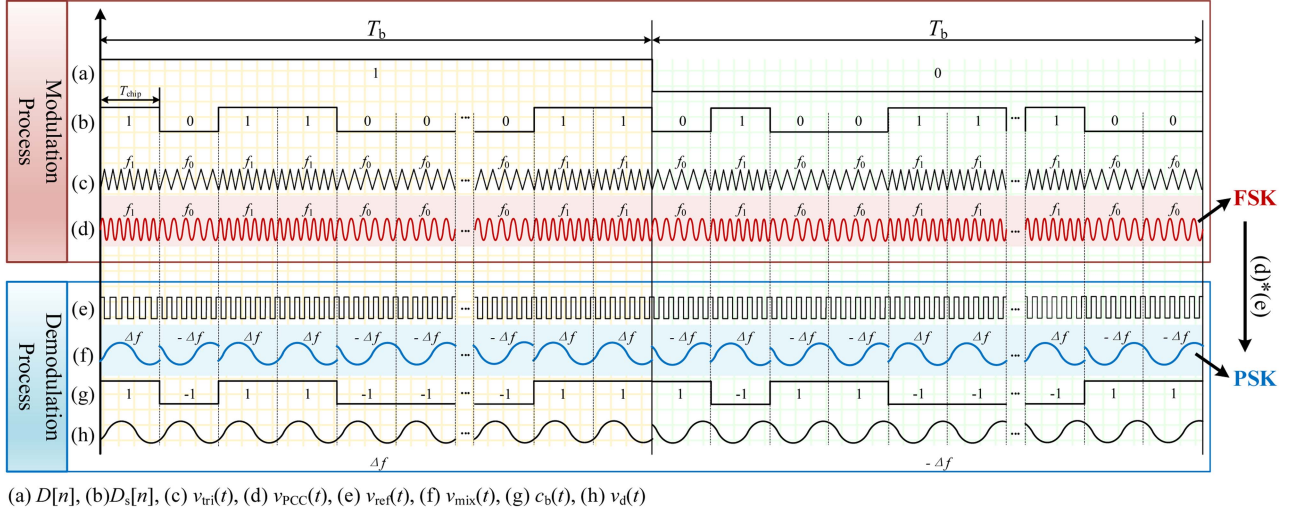 T_b T_b
Modulation Process
(a) 1 0
T_chip
(b) 1 0 1 1 0 0 ... 0 1 1 0 1 0 0 1 1 ... 1 0 0
f_1 f_0 f_1 f_1 f_0 f_0 f_0 f_1 f_1 f_0 f_1 f_0 f_0 f_1 f_1 f_1 f_0 f_0
(c) ... ...
f_1 f_0 f_1 f_1 f_0 f_0 f_0 f_1 f_1 f_0 f_1 f_0 f_0 f_1 f_1 f_1 f_0 f_0
(d) ... ...
FSK
(d)*(e)
Demodulation Process
(e) ... ...
Δf -Δf Δf Δf -Δf -Δf -Δf Δf Δf -Δf Δf -Δf -Δf Δf Δf Δf -Δf -Δf
(f) ... ...
PSK
(g) 1 -1 1 1 -1 -1 ... -1 1 1 1 -1 1 1 -1 -1 ... -1 1 1
(h) ... ...
Δf -Δf
(a) D[n], (b)D_s[n], (c) v_tri(t), (d) v_PCC(t), (e) v_ref(t), (f) v_mix(t), (g) c_b(t), (h) v_d(t)